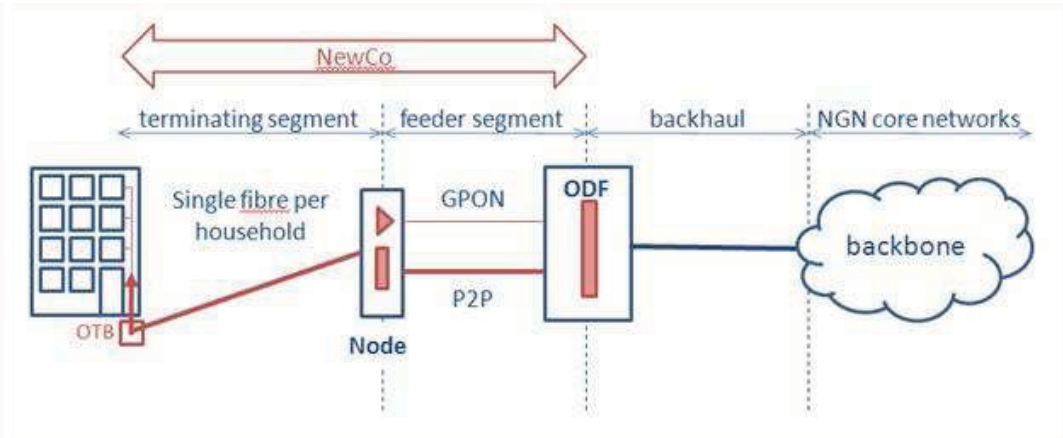 NewCo
terminating segment
feeder segment
backhaul
NGN core networks
Single fibre per
household
GPON
ODF
backbone
P2P
OTB
Node